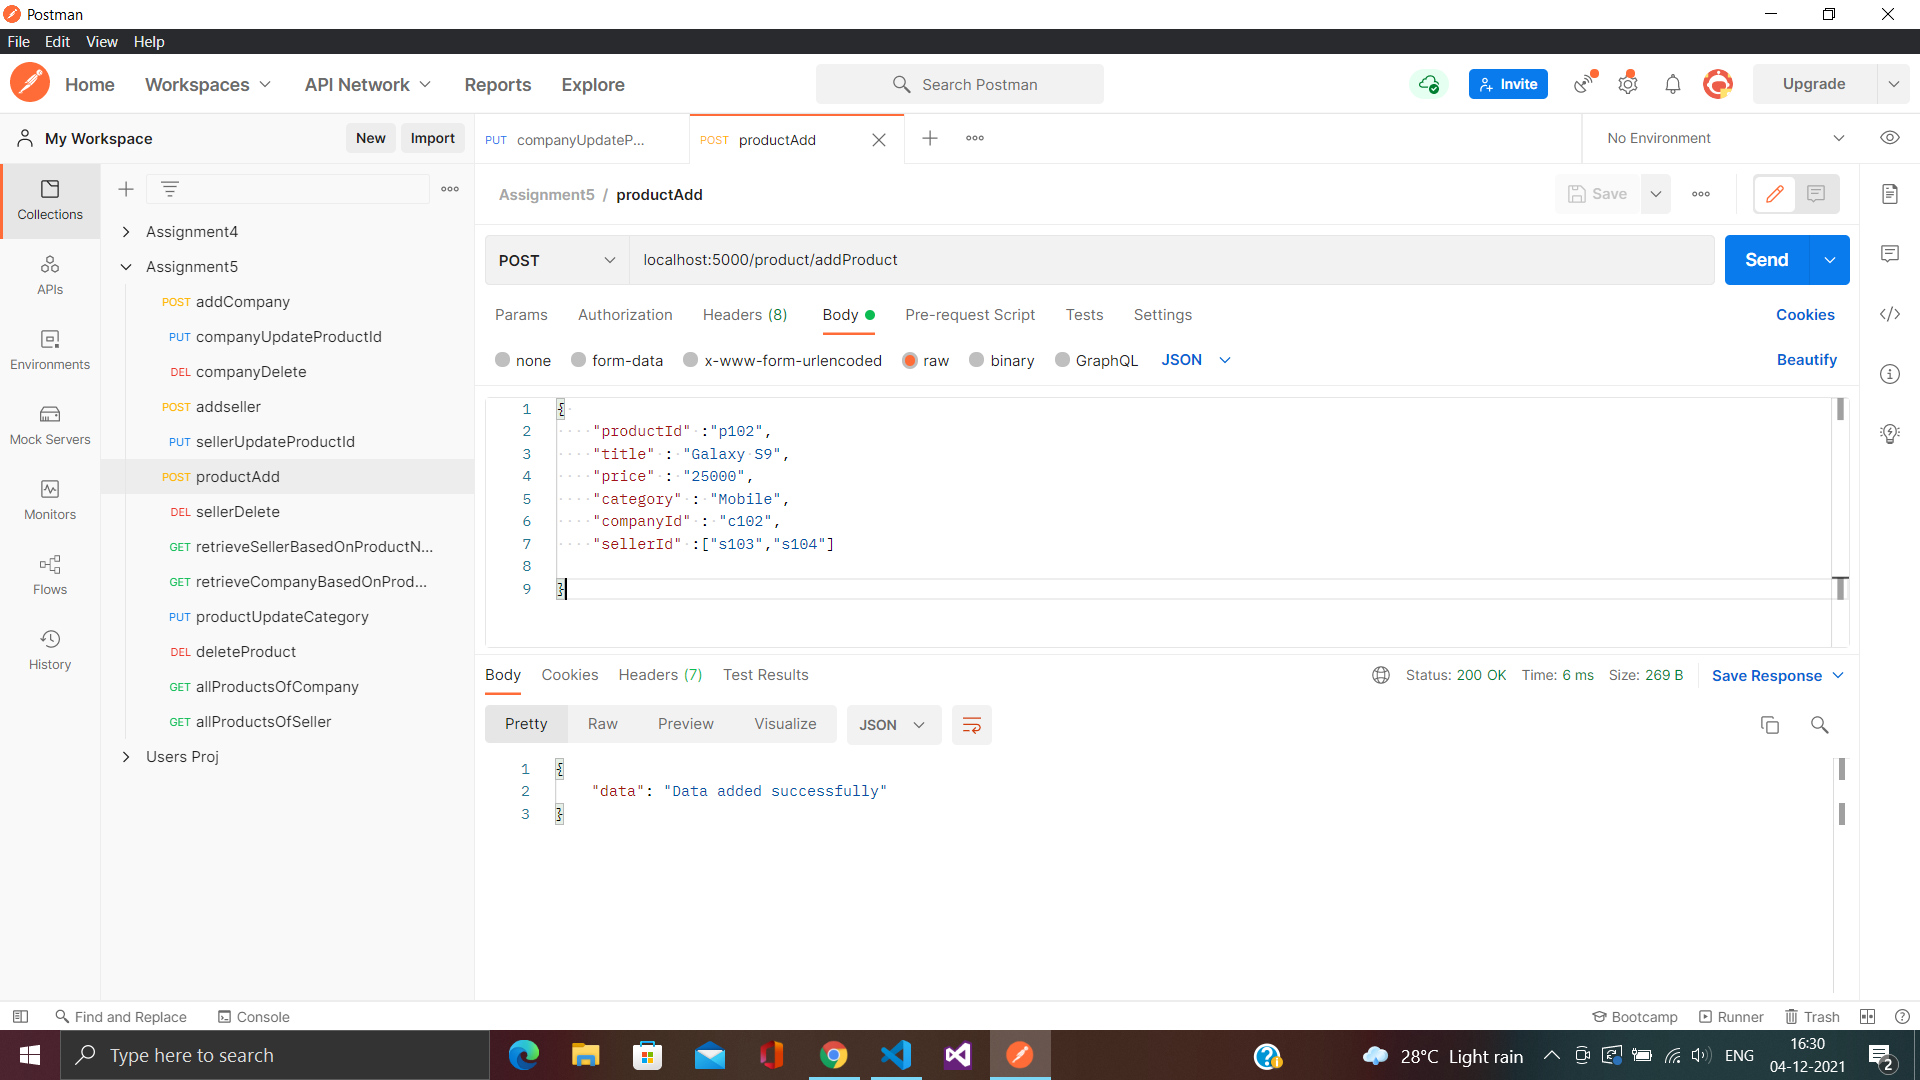 Postman
File Edit View Help
Home Workspaces API Network Reports Explore Search Postman Invite Upgrade
My Workspace New Import PUT companyUpdateP... POST productAdd No Environment
Collections
APIs
Environments
Mock Servers
Monitors
Flows
History
Assignment4
Assignment5
POST addCompany
PUT companyUpdateProductId
DEL companyDelete
POST addseller
PUT sellerUpdateProductId
POST productAdd
DEL sellerDelete
GET retrieveSellerBasedOnProductN...
GET retrieveCompanyBasedOnProd...
PUT productUpdateCategory
DEL deleteProduct
GET allProductsOfCompany
GET allProductsOfSeller
Users Proj
Assignment5 / productAdd Save
POST localhost:5000/product/addProduct Send
Params Authorization Headers (8) Body Pre-request Script Tests Settings Cookies
none form-data x-www-form-urlencoded raw binary GraphQL JSON Beautify
1 {
2 "productId" :"p102",
3 "title" : "Galaxy S9",
4 "price" : "25000",
5 "category" : "Mobile",
6 "companyId" : "c102",
7 "sellerId" :["s103","s104"]
8
9 }
Body Cookies Headers (7) Test Results Status: 200 OK Time: 6 ms Size: 269 B Save Response
Pretty Raw Preview Visualize JSON
1 {
2 "data": "Data added successfully"
3 }
Find and Replace Console Bootcamp Runner Trash
Type here to search 28°C Light rain ENG 16:30
04-12-2021 2